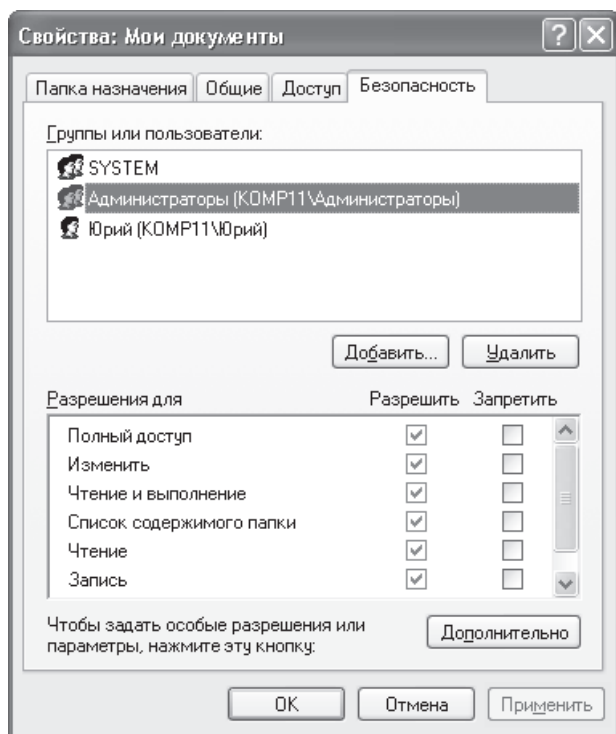 Свойства: Мои документы
Папка назначения Общие Доступ Безопасность
Группы или пользователи:
SYSTEM
Администраторы (KOMP11\Администраторы)
Юрий (KOMP11\Юрий)
Добавить... Удалить
Разрешения для Разрешить Запретить
Полный доступ
Изменить
Чтение и выполнение
Список содержимого папки
Чтение
Запись
Чтобы задать особые разрешения или
параметры, нажмите эту кнопку:
Дополнительно
OK Отмена Применить